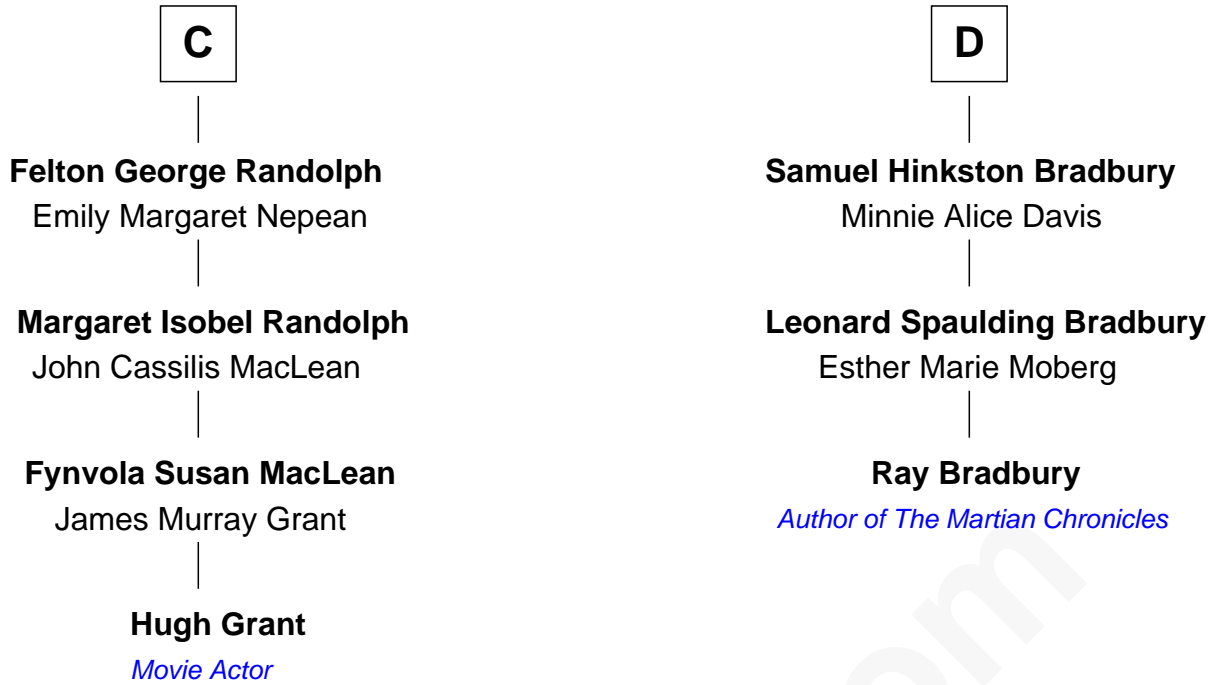 C
Felton George Randolph
Emily Margaret Nepean
Margaret Isobel Randolph
John Cassilis MacLean
Fynvola Susan MacLean
James Murray Grant
Hugh Grant
Movie Actor
D
Samuel Hinkston Bradbury
Minnie Alice Davis
Leonard Spaulding Bradbury
Esther Marie Moberg
Ray Bradbury
Author of The Martian Chronicles
om